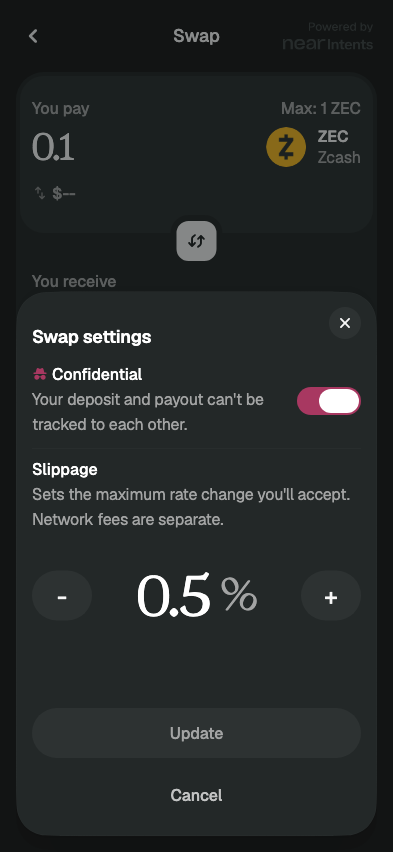 Swap
Powered by
near Intents
You pay
Max: 1 ZEC
0.1
ZEC
Zcash
$--
You receive
Swap settings
Confidential
Your deposit and payout can't be
tracked to each other.
Slippage
Sets the maximum rate change you'll accept.
Network fees are separate.
- 0.5 % +
Update
Cancel